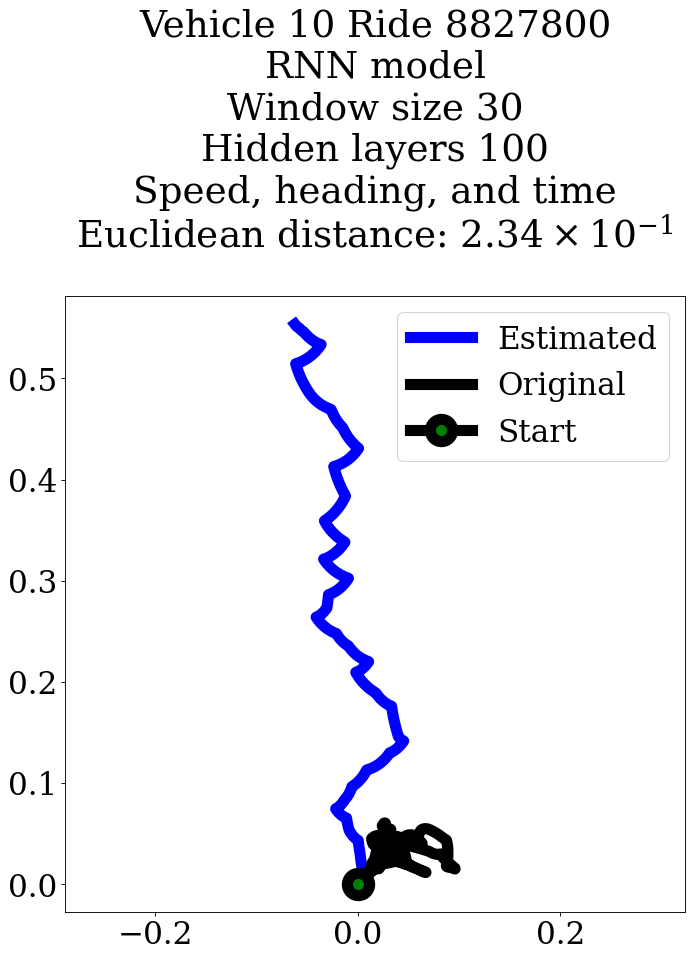 Vehicle 10 Ride 8827800
RNN model
Window size 30
Hidden layers 100
Speed, heading, and time
Euclidean distance: 2.34 × 10⁻¹
Estimated
Original
Start
0.5
0.4
0.3
0.2
0.1
0.0
−0.2 0.0 0.2